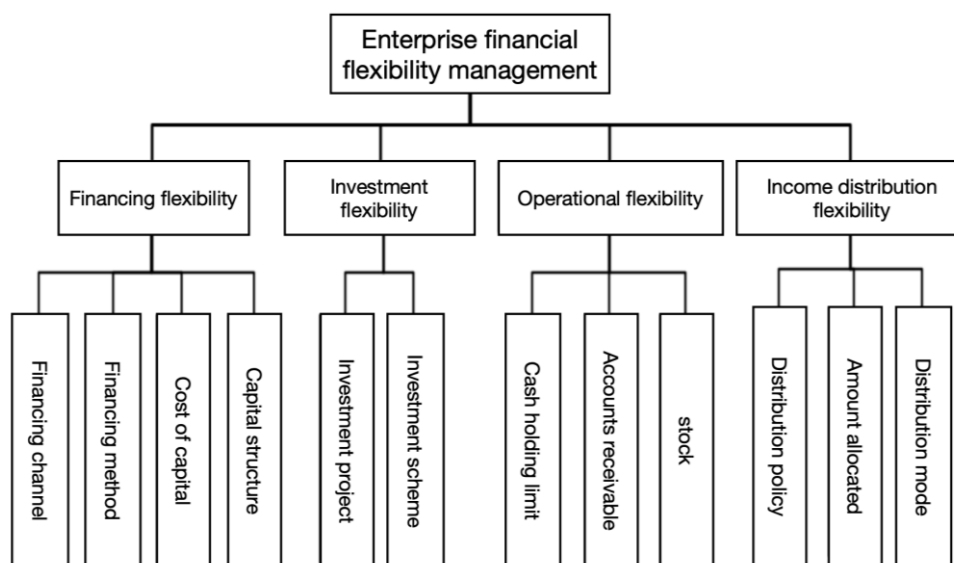 Enterprise financial
flexibility management
Financing flexibility
Investment
flexibility
Operational flexibility
Income distribution
flexibility
Financing channel
Financing method
Cost of capital
Capital structure
Investment project
Investment scheme
Cash holding limit
Accounts receivable
stock
Distribution policy
Amount allocated
Distribution mode